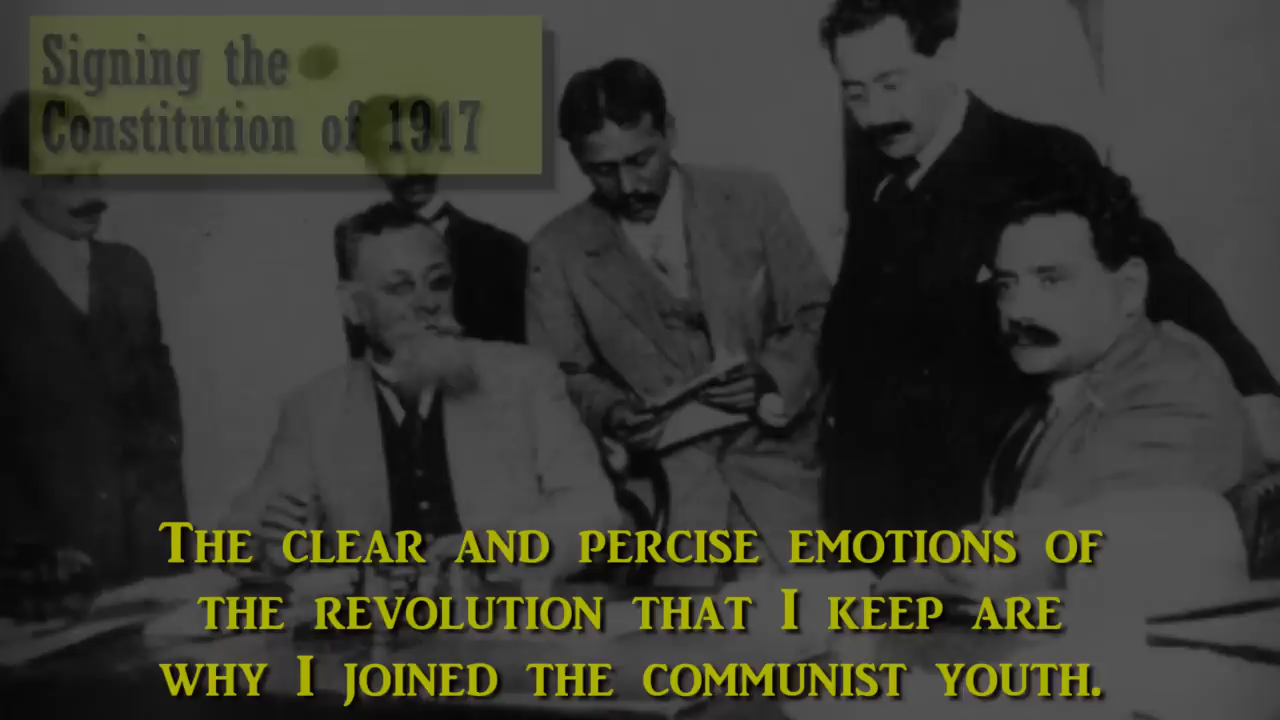 Signing the
Constitution of 1917
The clear and percise emotions of
the revolution that I keep are
why I joined the communist youth.